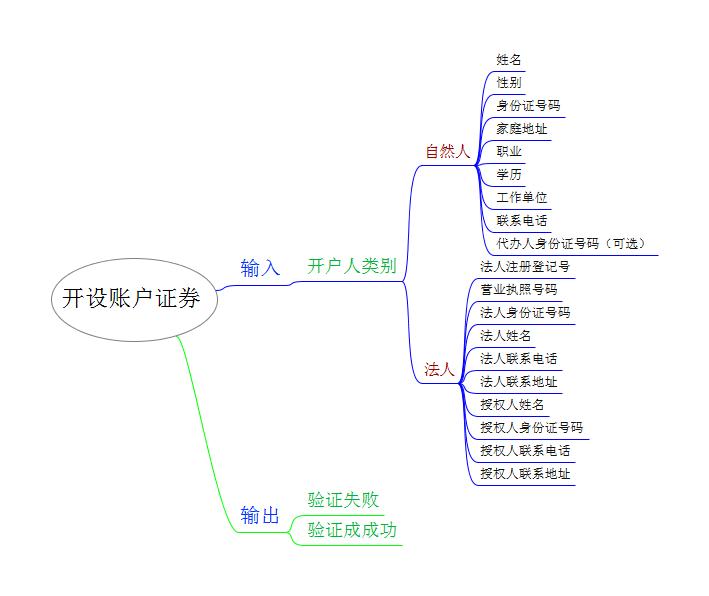 开设账户证券
输入
开户人类别
自然人
姓名
性别
身份证号码
家庭地址
职业
学历
工作单位
联系电话
代办人身份证号码（可选）
法人
法人注册登记号
营业执照号码
法人身份证号码
法人姓名
法人联系电话
法人联系地址
授权人姓名
授权人身份证号码
授权人联系电话
授权人联系地址
输出
验证失败
验证成成功